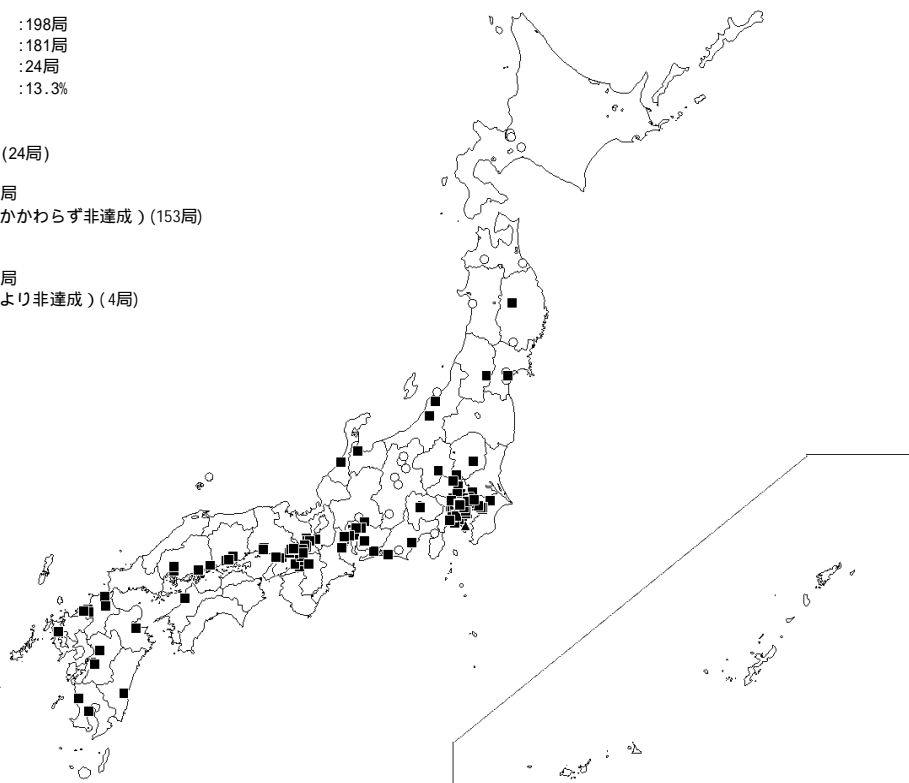 :198局
:181局
:24局
:13.3%
(24局)
局
かかわらず非達成)(153局)
局
より非達成)(4局)